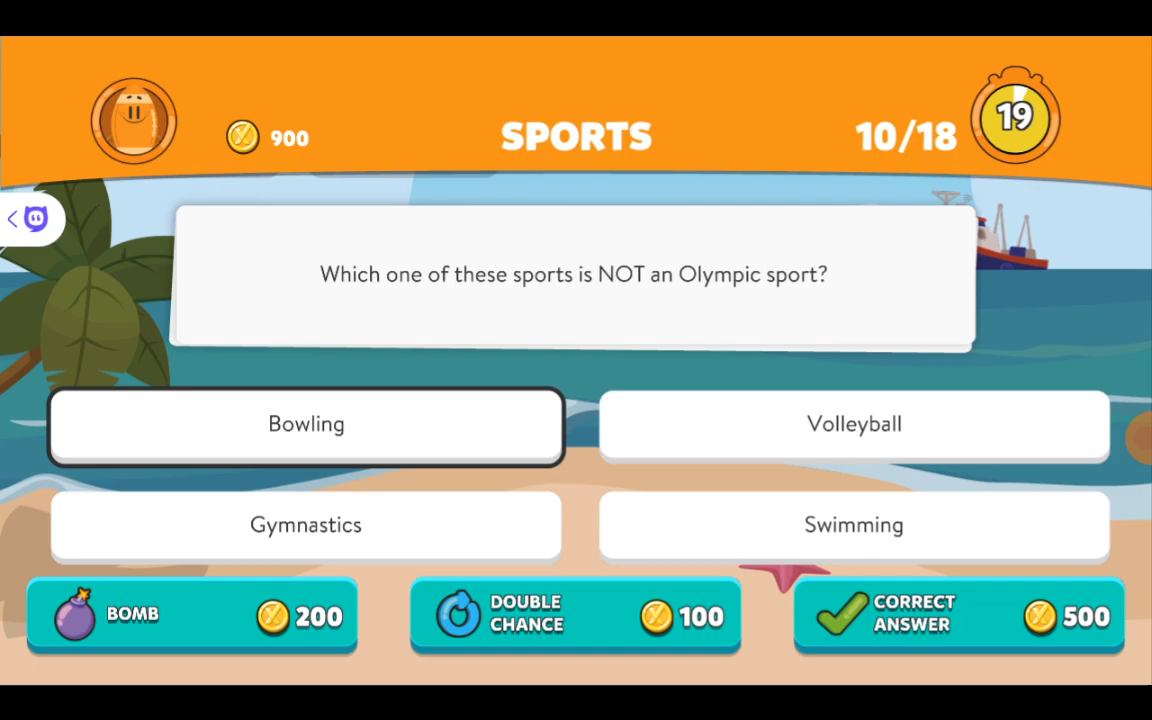 900
SPORTS
10/18
19
Which one of these sports is NOT an Olympic sport?
Bowling
Volleyball
Gymnastics
Swimming
BOMB
200
DOUBLE
CHANCE
100
CORRECT
ANSWER
500